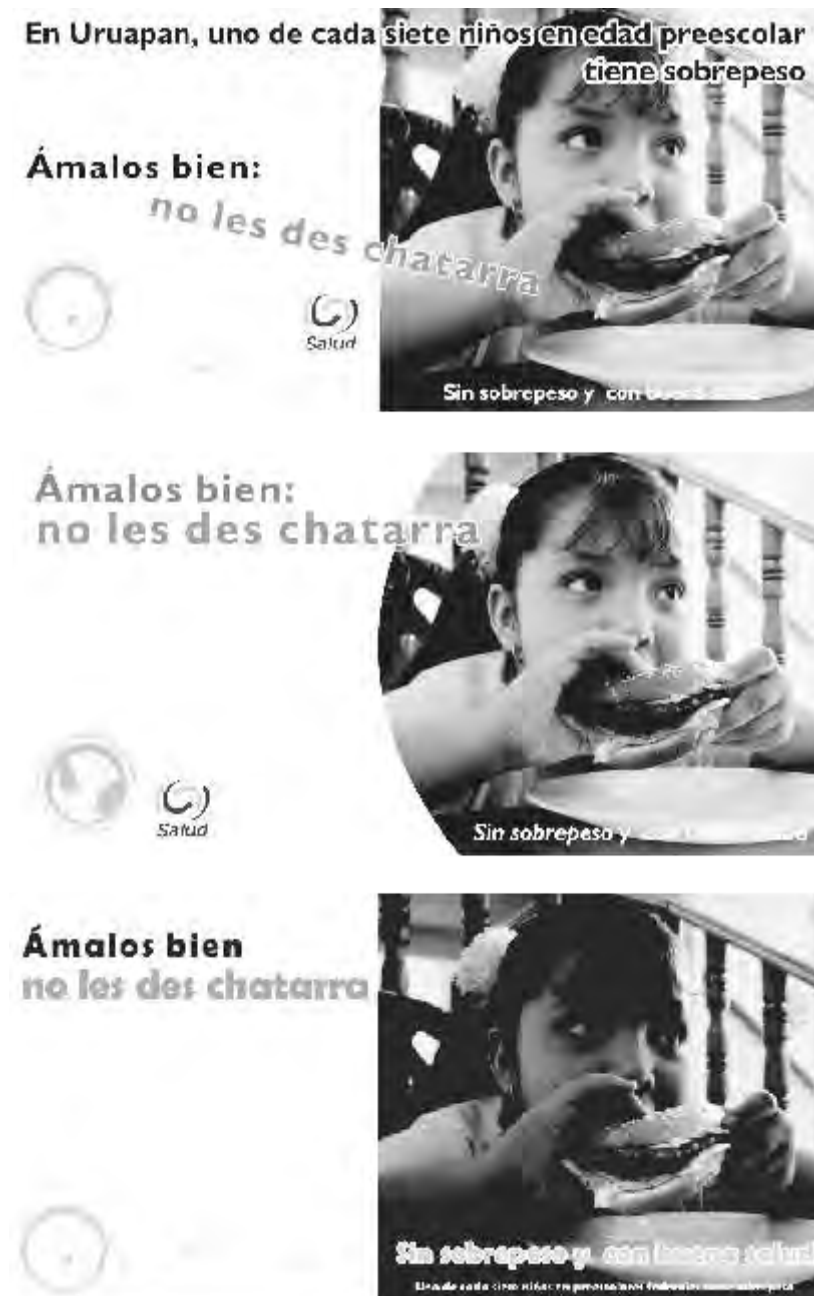 En Uruapan, uno de cada siete niños en edad preescolar
tiene sobrepeso
Ámalos bien:
no les des chatarra
Salud
Sin sobrepeso y con buena
Ámalos bien:
no les des chatarra
Salud
Sin sobrepeso y
Ámalos bien
no les des chatarra
Sin sobrepeso y con buena salud